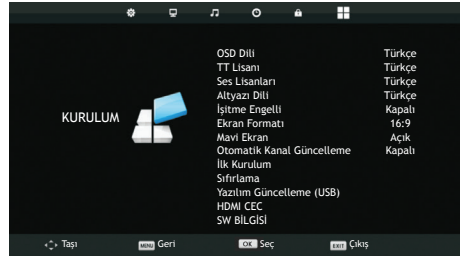 KURULUM
OSD Dili Türkçe
TT Lisanı Türkçe
Ses Lisanları Türkçe
Altyazı Dili Türkçe
İşitme Engelli Kapalı
Ekran Formatı 16:9
Mavi Ekran Açık
Otomatik Kanal Güncelleme Kapalı
İlk Kurulum
Sıfırlama
Yazılım Güncelleme (USB)
HDMI CEC
SW BİLGİSİ
Taşı MENU Geri OK Seç EXIT Çıkış